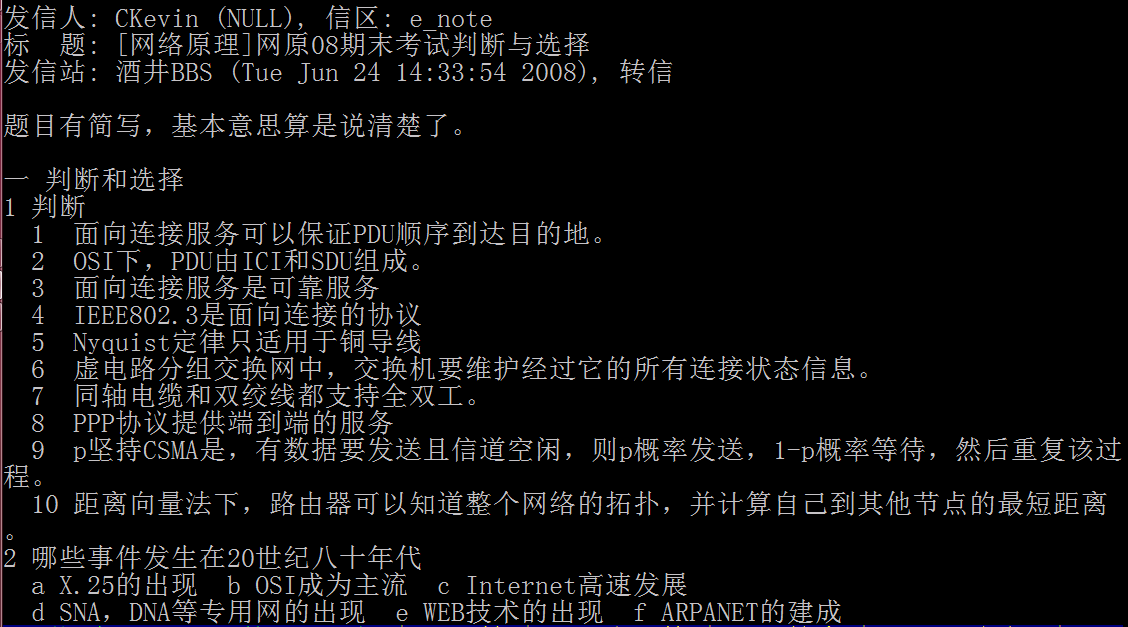 发信人: CKevin (NULL), 信区: e_note
标  题: [网络原理]网原08期末考试判断与选择
发信站: 酒井BBS (Tue Jun 24 14:33:54 2008), 转信
题目有简写，基本意思算是说清楚了。
一 判断和选择
1 判断
1 面向连接服务可以保证PDU顺序到达目的地。
2 OSI下，PDU由ICI和SDU组成。
3 面向连接服务是可靠服务
4 IEEE802.3是面向连接的协议
5 Nyquist定律只适用于铜导线
6 虚电路分组交换网中，交换机要维护经过它的所有连接状态信息。
7 同轴电缆和双绞线都支持全双工。
8 PPP协议提供端到端的服务
9 p坚持CSMA是，有数据要发送且信道空闲，则p概率发送，1-p概率等待，然后重复该过
程。
10 距离向量法下，路由器可以知道整个网络的拓扑，并计算自己到其他节点的最短距离
。
2 哪些事件发生在20世纪八十年代
a X.25的出现  b OSI成为主流  c Internet高速发展
d SNA，DNA等专用网的出现  e WEB技术的出现  f ARPANET的建成